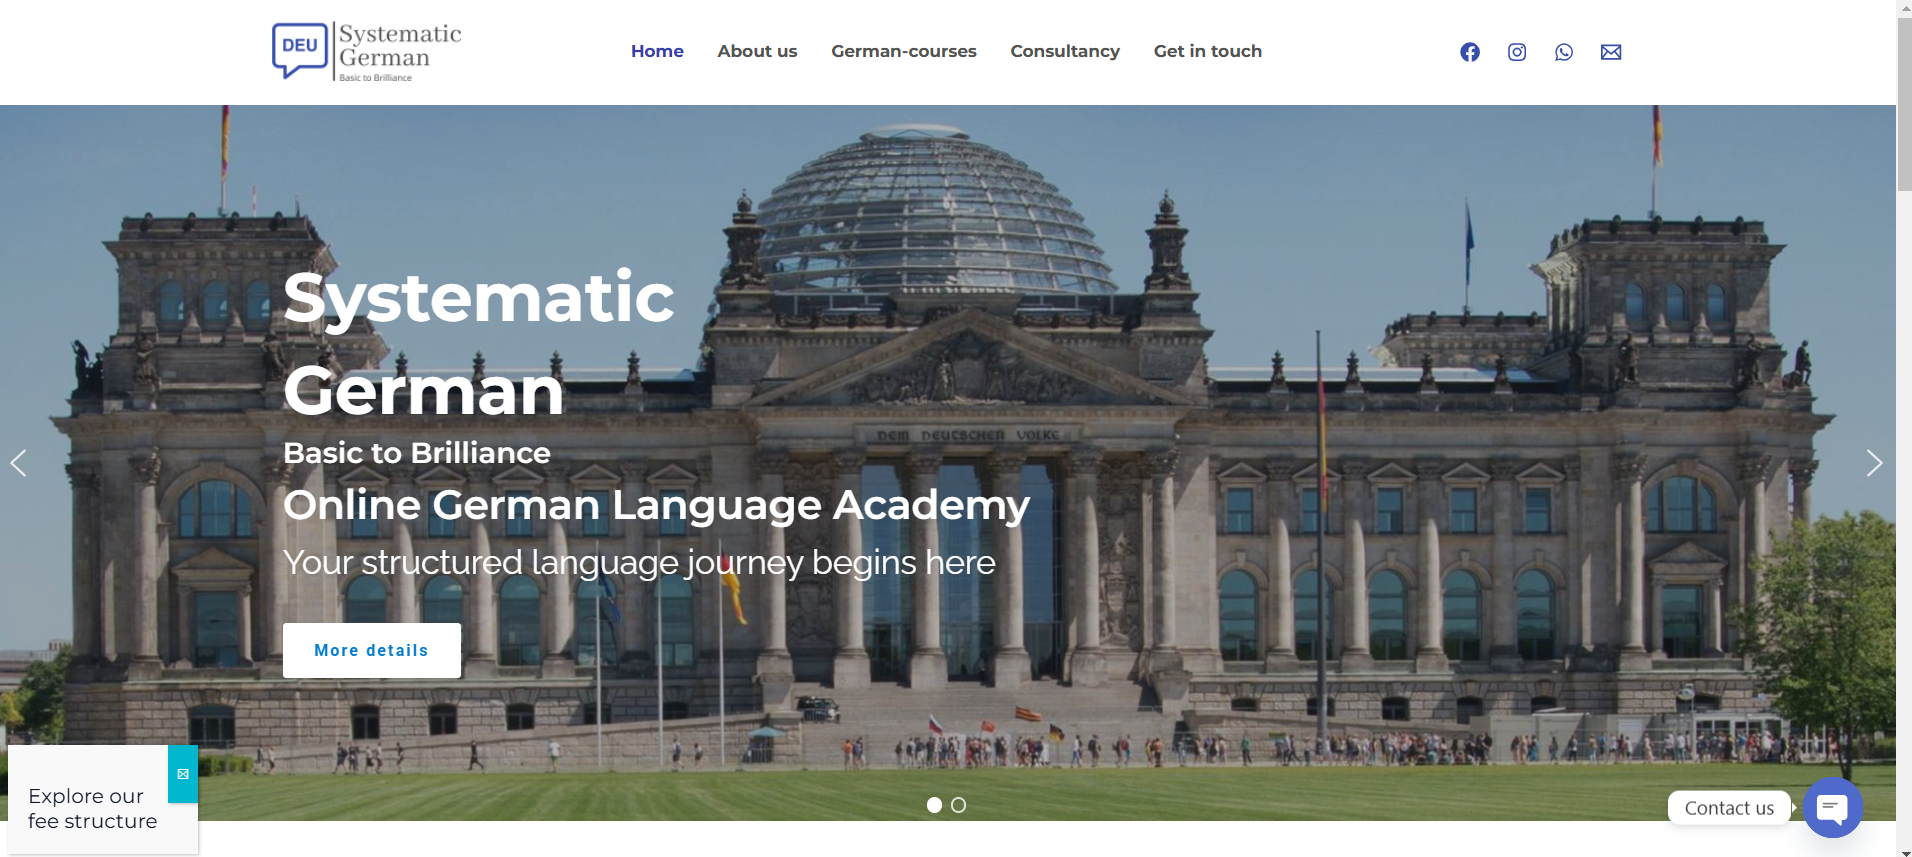 DEU
Systematic
German
Basic to Brilliance
Home
About us
German-courses
Consultancy
Get in touch
Systematic
German
DEM DEUTSCHEN VOLKE
Basic to Brilliance
Online German Language Academy
Your structured language journey begins here
More details
Explore our
fee structure
Contact us